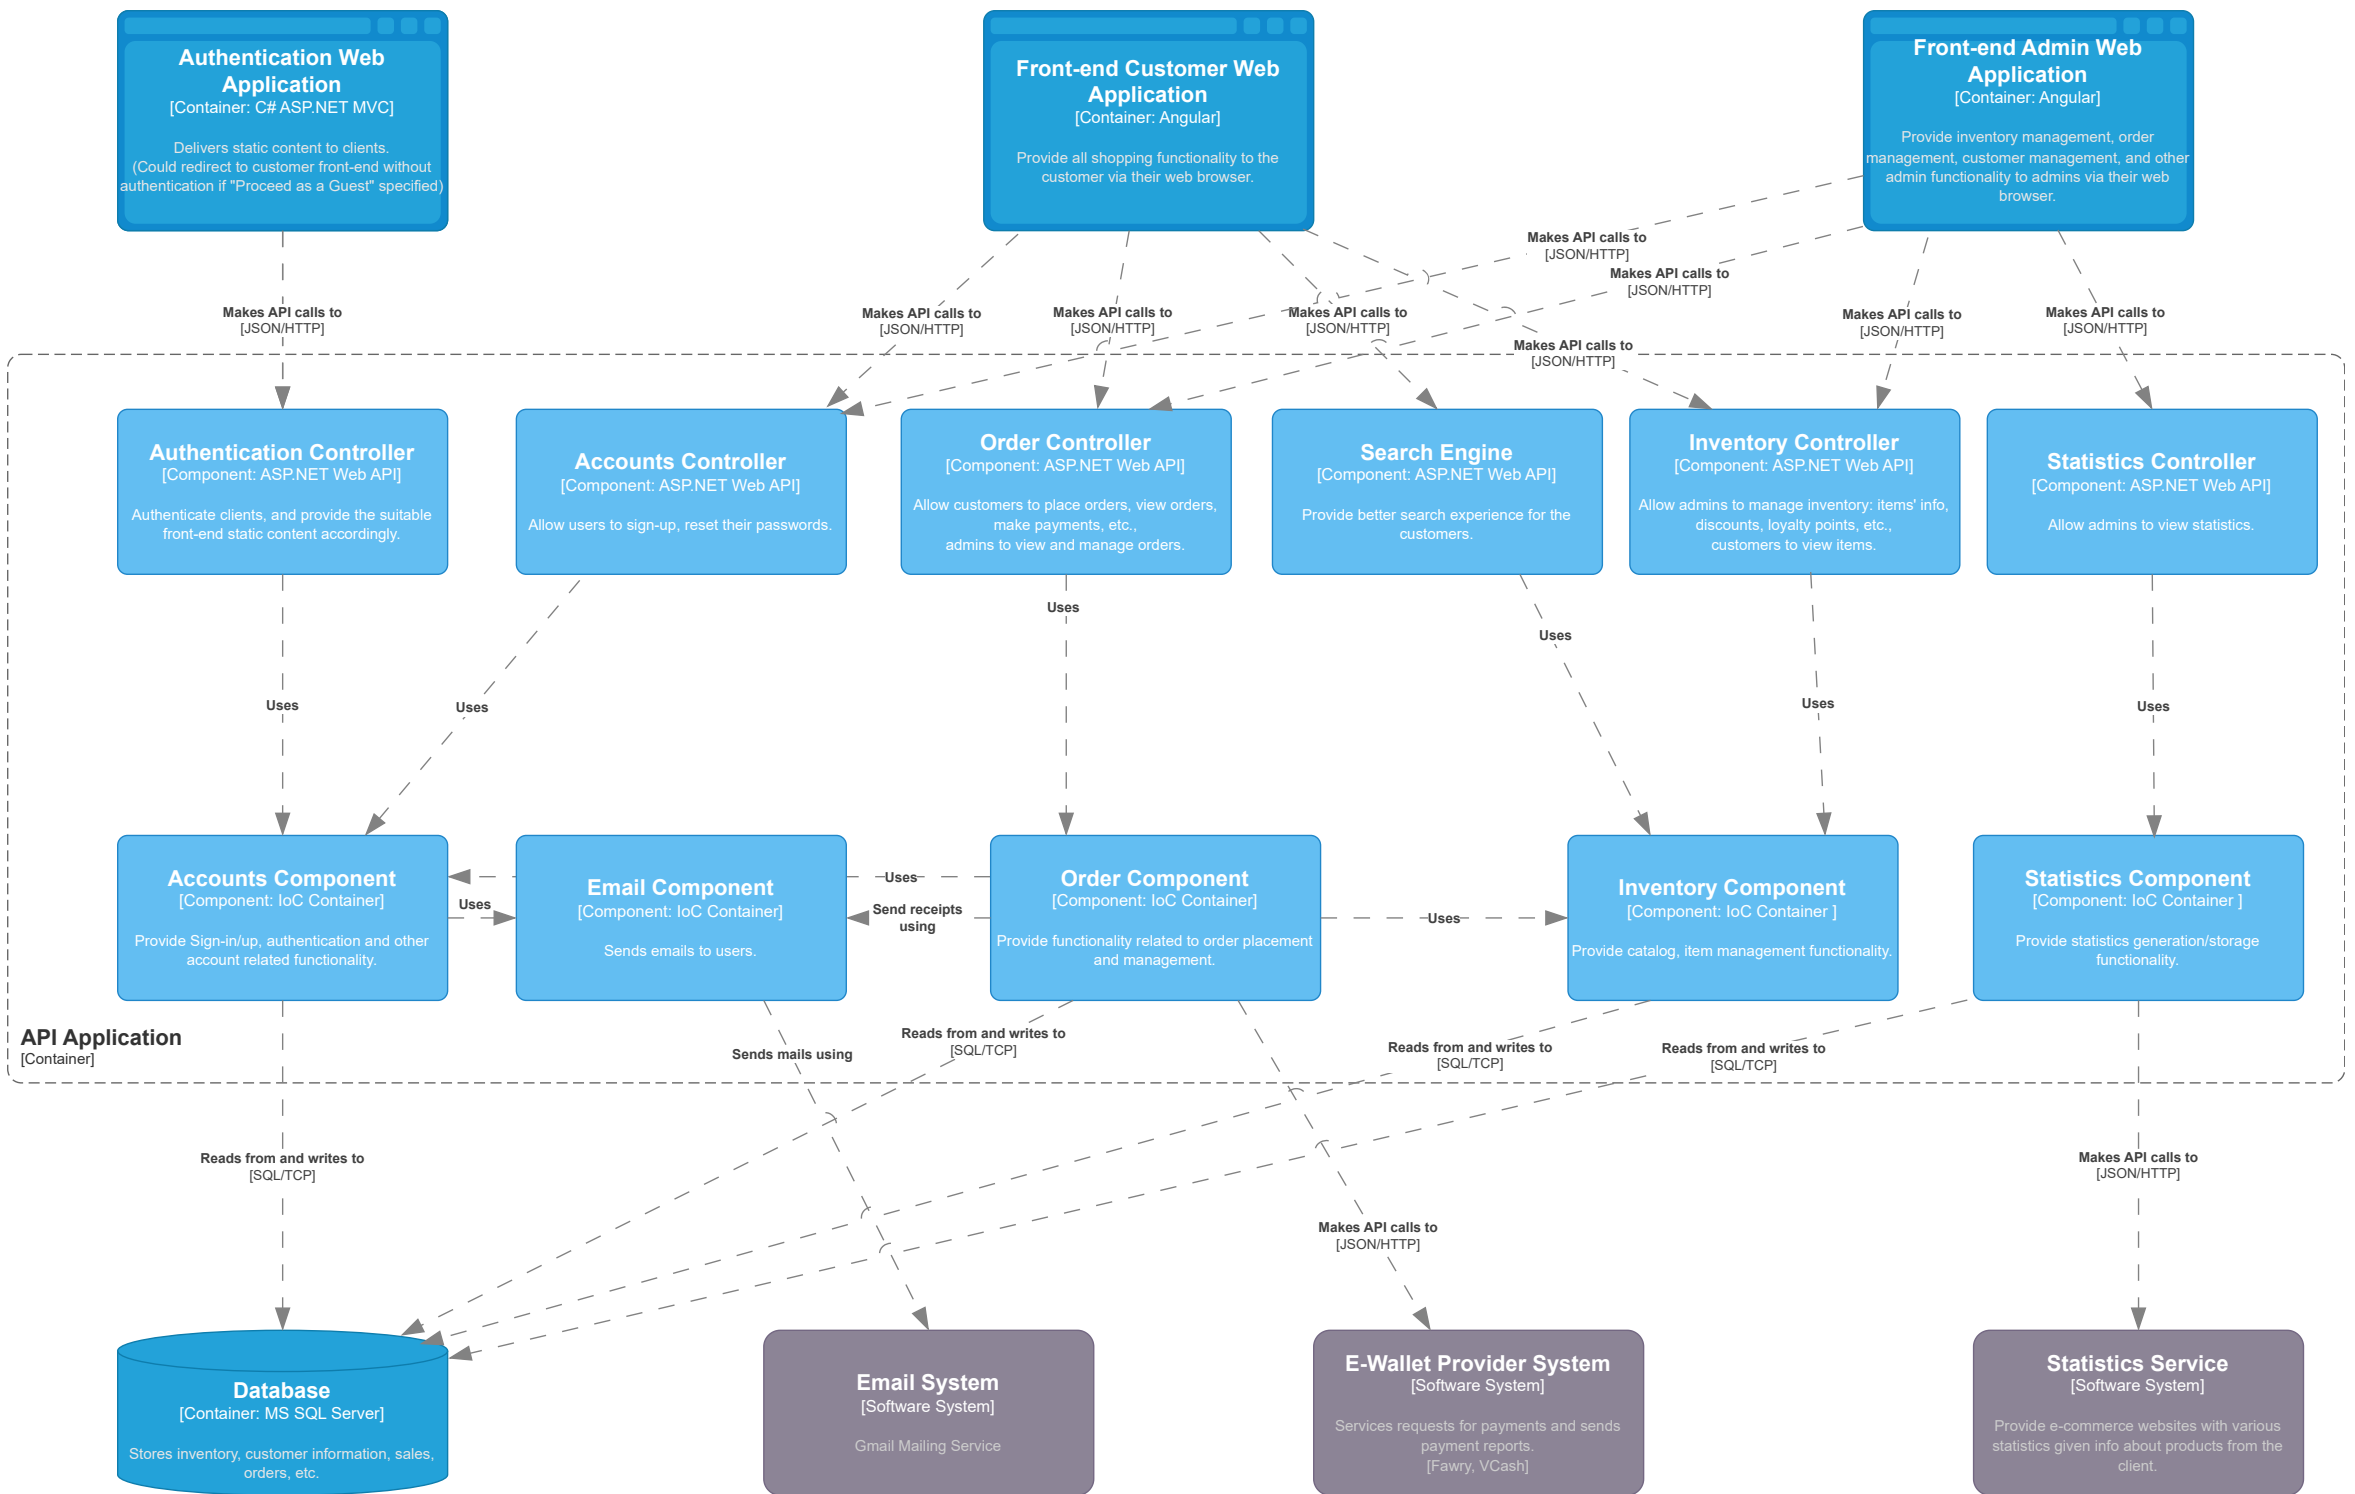 Authentication Web
Application
[Container: C# ASP.NET MVC]
Delivers static content to clients.
(Could redirect to customer front-end without
authentication if "Proceed as a Guest" specified)
Front-end Customer Web
Application
[Container: Angular]
Provide all shopping functionality to the
customer via their web browser.
Front-end Admin Web
Application
[Container: Angular]
Provide inventory management, order
management, customer management, and other
admin functionality to admins via their web
browser.
Makes API calls to
[JSON/HTTP]
Makes API calls to
[JSON/HTTP]
Makes API calls to
[JSON/HTTP]
Makes API calls to
[JSON/HTTP]
Makes API calls to
[JSON/HTTP]
Makes API calls to
[JSON/HTTP]
Makes API calls to
[JSON/HTTP]
Makes API calls to
[JSON/HTTP]
Makes API calls to
[JSON/HTTP]
Authentication Controller
[Component: ASP.NET Web API]
Authenticate clients, and provide the suitable
front-end static content accordingly.
Accounts Controller
[Component: ASP.NET Web API]
Allow users to sign-up, reset their passwords.
Order Controller
[Component: ASP.NET Web API]
Allow customers to place orders, view orders,
make payments, etc.,
admins to view and manage orders.
Search Engine
[Component: ASP.NET Web API]
Provide better search experience for the
customers.
Inventory Controller
[Component: ASP.NET Web API]
Allow admins to manage inventory: items' info,
discounts, loyalty points, etc.,
customers to view items.
Statistics Controller
[Component: ASP.NET Web API]
Allow admins to view statistics.
Uses
Uses
Uses
Uses
Uses
Uses
Accounts Component
[Component: IoC Container]
Provide Sign-in/up, authentication and other
account related functionality.
Uses
Email Component
[Component: IoC Container]
Sends emails to users.
Uses
Send receipts
using
Order Component
[Component: IoC Container]
Provide functionality related to order placement
and management.
Uses
Inventory Component
[Component: IoC Container ]
Provide catalog, item management functionality.
Statistics Component
[Component: IoC Container ]
Provide statistics generation/storage
functionality.
API Application
[Container]
Sends mails using
Reads from and writes to
[SQL/TCP]
Reads from and writes to
[SQL/TCP]
Reads from and writes to
[SQL/TCP]
Reads from and writes to
[SQL/TCP]
Makes API calls to
[JSON/HTTP]
Makes API calls to
[JSON/HTTP]
Database
[Container: MS SQL Server]
Stores inventory, customer information, sales,
orders, etc.
Email System
[Software System]
Gmail Mailing Service
E-Wallet Provider System
[Software System]
Services requests for payments and sends
payment reports.
[Fawry, VCash]
Statistics Service
[Software System]
Provide e-commerce websites with various
statistics given info about products from the
client.